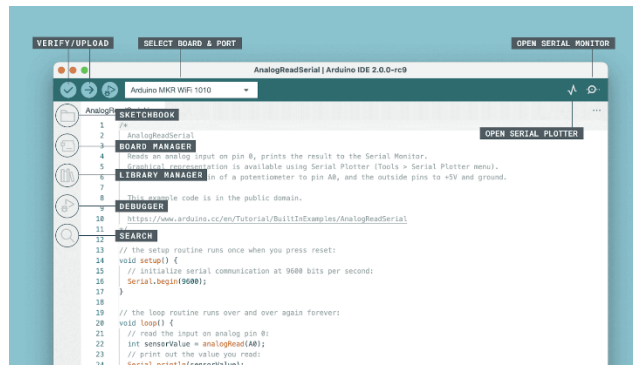 VERIFY/UPLOAD
SELECT BOARD & PORT
OPEN SERIAL MONITOR
AnalogReadSerial | Arduino IDE 2.0.0-rc9
Arduino MKR WiFi 1010
OPEN SERIAL PLOTTER
SKETCHBOOK
BOARD MANAGER
LIBRARY MANAGER
DEBUGGER
SEARCH
AnalogR
...
1 /*
2 AnalogReadSerial
3
4 Reads an analog input on pin 0, prints the result to the Serial Monitor.
5 Graphical representation is available using Serial Plotter (Tools > Serial Plotter menu).
6 in of a potentiometer to pin A0, and the outside pins to +5V and ground.
7
8 This example code is in the public domain.
9
10 https://www.arduino.cc/en/Tutorial/BuiltInExamples/AnalogReadSerial
11 */
12
13 // the setup routine runs once when you press reset:
14 void setup() {
15 // initialize serial communication at 9600 bits per second:
16 Serial.begin(9600);
17 }
18
19 // the loop routine runs over and over again forever:
20 void loop() {
21 // read the input on analog pin 0:
22 int sensorValue = analogRead(A0);
23 // print out the value you read:
24 Serial.println(sensorValue);